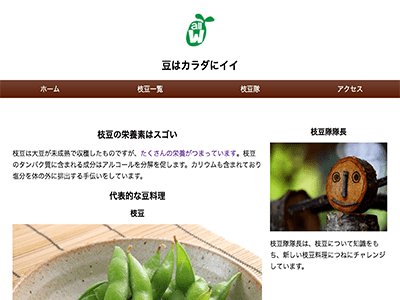 all
W
豆はカラダにイイ
ホーム 枝豆一覧 枝豆隊 アクセス
枝豆の栄養素はスゴい
枝豆は大豆が未成熟で収穫したものですが、たくさんの栄養がつまっています。枝豆
のタンパク質に含まれる成分はアルコールを分解を促します。カリウムも含まれており
塩分を体の外に排出する手伝いをしています。
代表的な豆料理
枝豆
枝豆隊隊長
枝豆隊隊長は、枝豆について知識をも
ち、新しい枝豆料理につねにチャレンジ
しています。